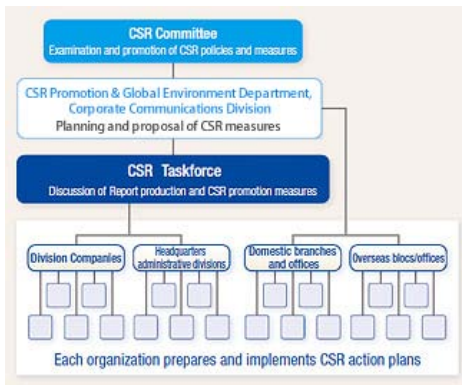 CSR Committee
Examination and promotion of CSR policies and measures
CSR Promotion & Global Environment Department,
Corporate Communications Division
Planning and proposal of CSR measures
CSR Taskforce
Discussion of Report production and CSR promotion measures
Division Companies
Headquarters
administrative divisions
Domestic branches
and offices
Overseas blocs/offices
Each organization prepares and implements CSR action plans